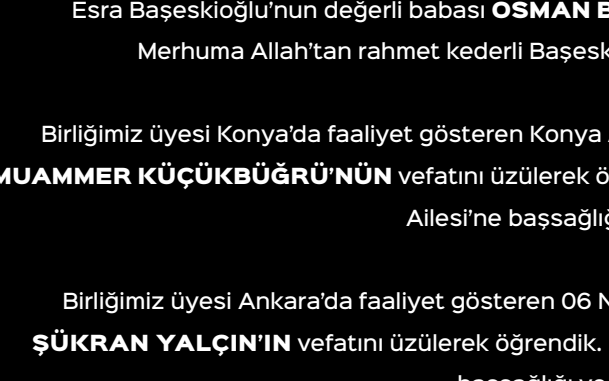 Esra Başeskioğlu'nun değerli babası OSMAN
Merhuma Allah'tan rahmet kederli
Birliğimiz üyesi Konya'da faaliyet gösteren Konya
MUAMMER KÜÇÜKBÜĞRÜ'NÜN vefatını üzülerek
Ailesi'ne
Birliğimiz üyesi Ankara'da faaliyet gösteren 06
ŞÜKRAN YALÇIN'IN vefatını üzülerek öğrendik.